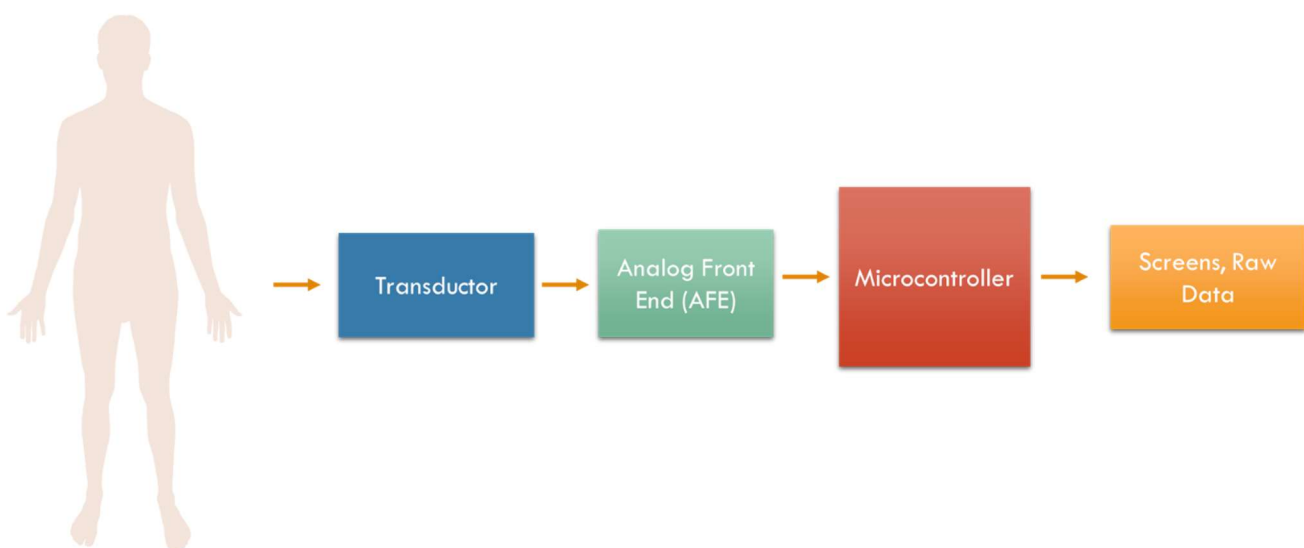 Transductor
Analog Front
End (AFE)
Microcontroller
Screens, Raw
Data